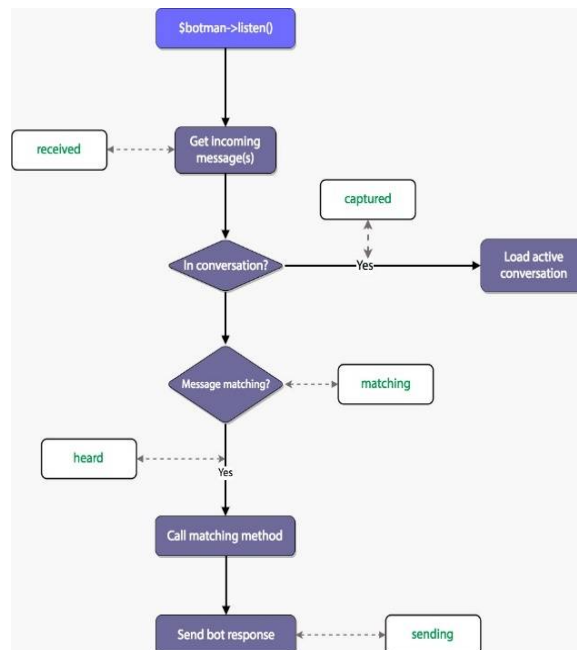 $botman->listen()
received
Get incoming
message(s)
captured
In conversation?
Yes
Load active
conversation
Message matching?
matching
heard
Yes
Call matching method
Send bot response
sending